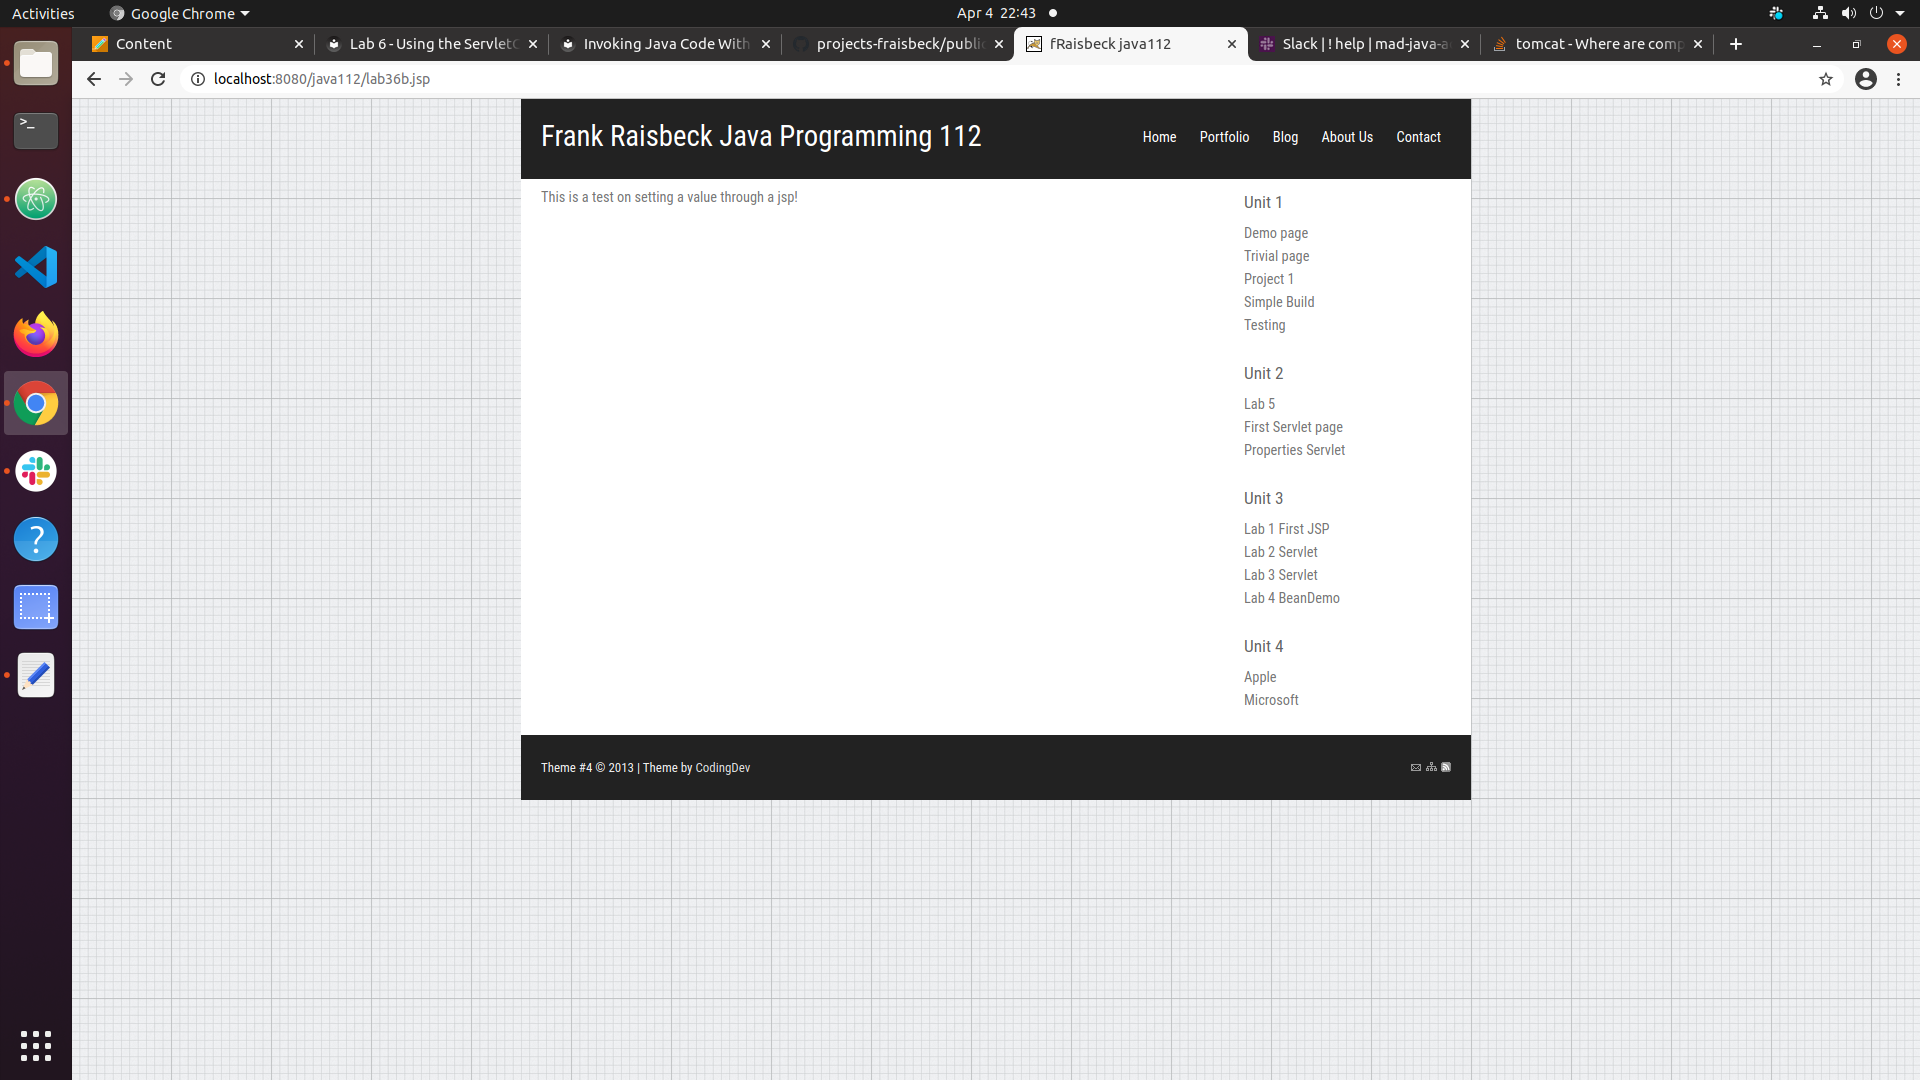 Activities Google Chrome Apr 4 22:43
Content Lab 6 - Using the Servlet Invoking Java Code With projects-fraisbeck/public fRaisbeck java112 Slack | ! help | mad-java-a tomcat - Where are comp
localhost:8080/java112/lab36b.jsp
Frank Raisbeck Java Programming 112 Home Portfolio Blog About Us Contact
This is a test on setting a value through a jsp!
Unit 1
Demo page
Trivial page
Project 1
Simple Build
Testing
Unit 2
Lab 5
First Servlet page
Properties Servlet
Unit 3
Lab 1 First JSP
Lab 2 Servlet
Lab 3 Servlet
Lab 4 BeanDemo
Unit 4
Apple
Microsoft
Theme #4 © 2013 | Theme by CodingDev